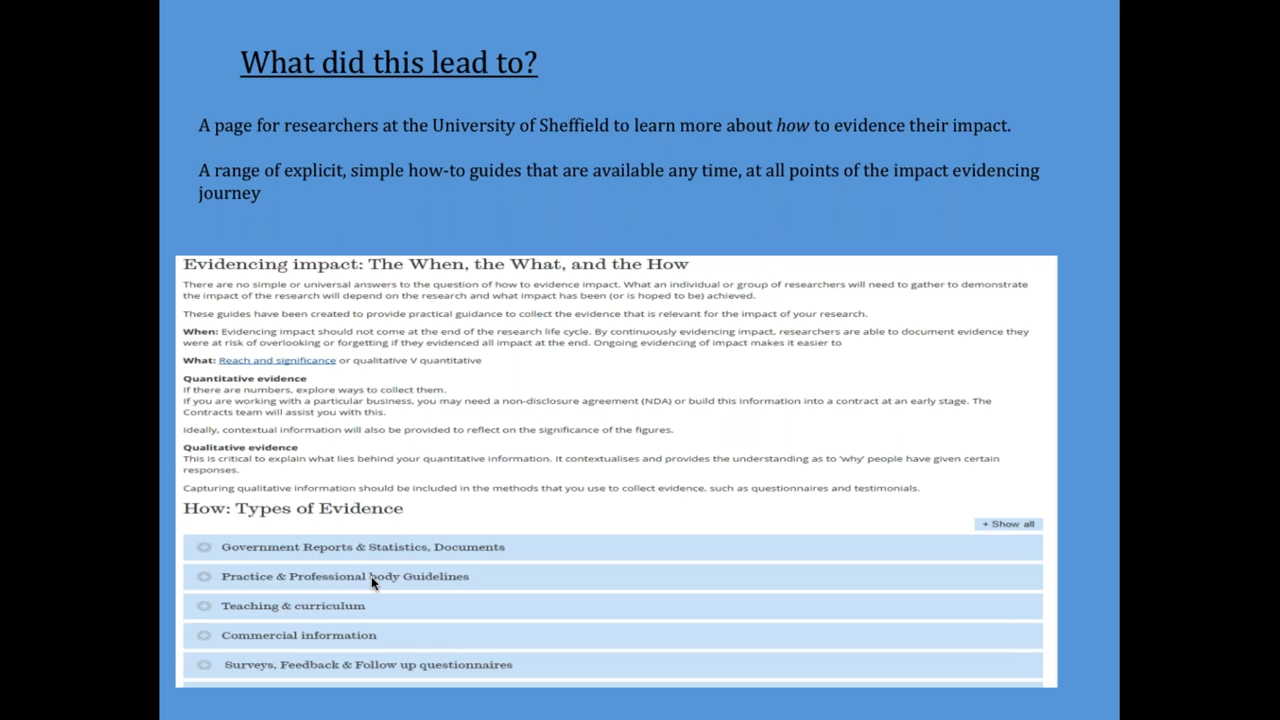 What did this lead to?
A page for researchers at the University of Sheffield to learn more about how to evidence their impact.
A range of explicit, simple how-to guides that are available any time, at all points of the impact evidencing
journey
Evidencing impact: The When, the What, and the How
There are no simple or universal answers to the question of how to evidence impact. What an individual or group of researchers will need to gather to demonstrate
the impact of the research will depend on the research and what impact has been (or is hoped to be) achieved.
These guides have been created to provide practical guidance to collect the evidence that is relevant for the impact of your research.
When: Evidencing impact should not come at the end of the research life cycle. By continuously evidencing impact, researchers are able to document evidence they
were at risk of overlooking or forgetting if they evidenced all impact at the end. Ongoing evidencing of impact makes it easier to
What: Reach and significance or qualitative V quantitative
Quantitative evidence
If there are numbers, explore ways to collect them.
If you are working with a particular business, you may need a non-disclosure agreement (NDA) or build this information into a contract at an early stage. The
Contracts team will assist you with this.
Ideally, contextual information will also be provided to reflect on the significance of the figures.
Qualitative evidence
This is critical to explain what lies behind your quantitative information. It contextualises and provides the understanding as to 'why' people have given certain
responses.
Capturing qualitative information should be included in the methods that you use to collect evidence, such as questionnaires and testimonials.
How: Types of Evidence
+ Show all
Government Reports & Statistics, Documents
Practice & Professional body Guidelines
Teaching & curriculum
Commercial information
Surveys, Feedback & Follow up questionnaires